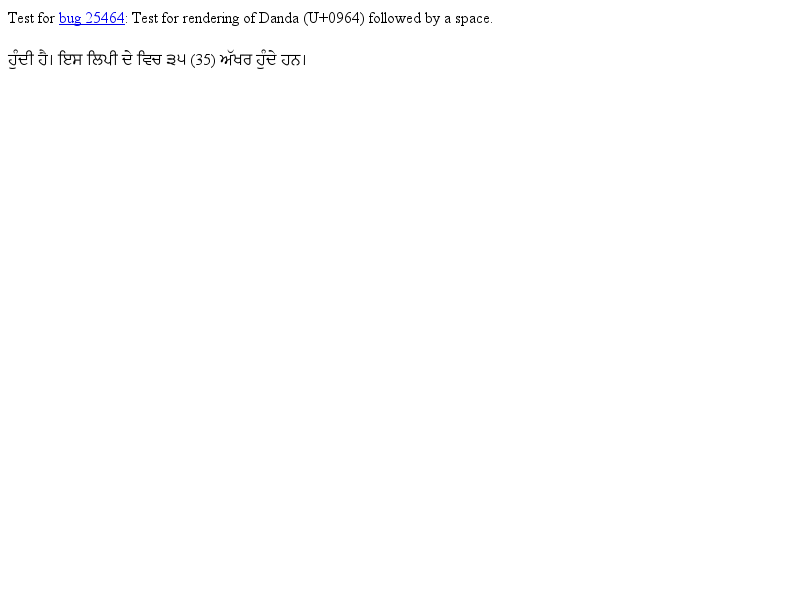 Test for bug 25464: Test for rendering of Danda (U+0964) followed by a space.
ਹੁੰਦੀ ਹੈ। ਇਸ ਲਿਪੀ ਦੇ ਵਿਚ ੩੫ (35) ਅੱਖਰ ਹੁੰਦੇ ਹਨ।